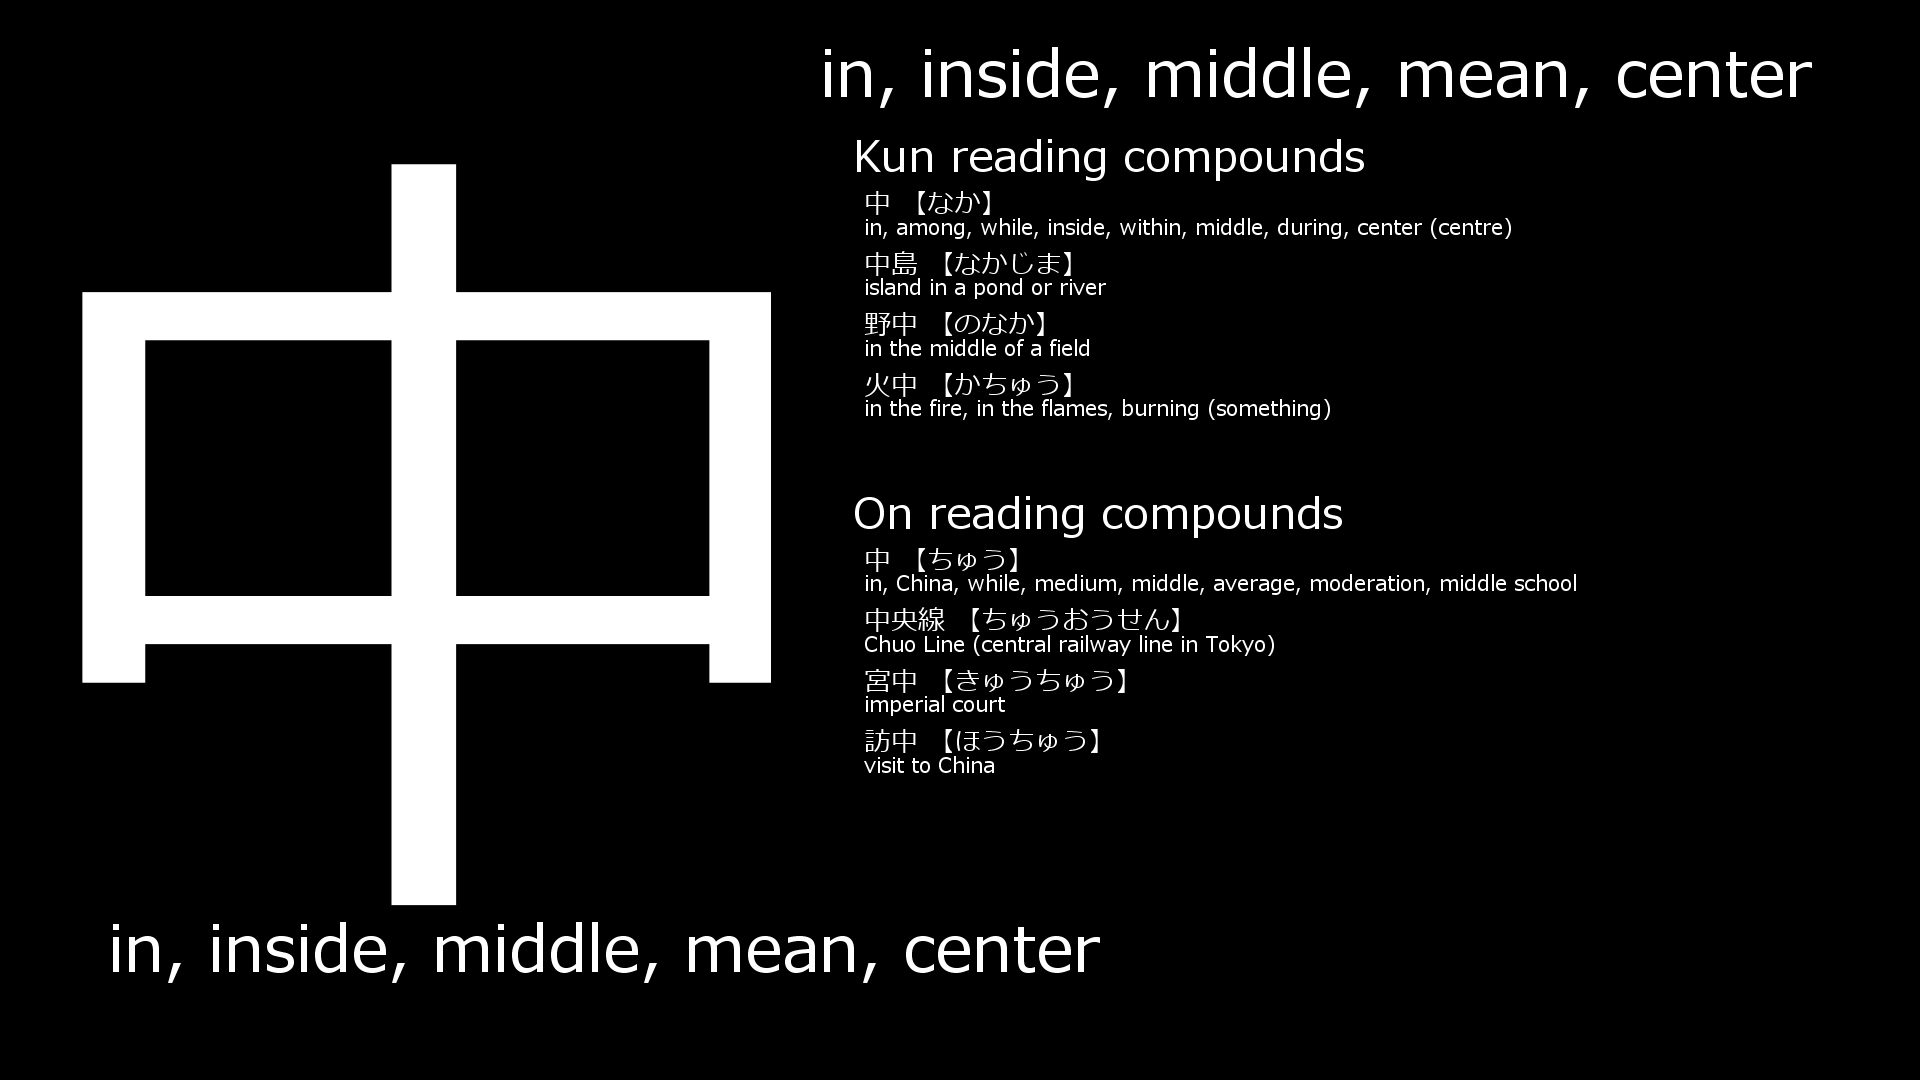 中
in, inside, middle, mean, center
Kun reading compounds
中 【なか】
in, among, while, inside, within, middle, during, center (centre)
中島 【なかじま】
island in a pond or river
野中 【のなか】
in the middle of a field
火中 【かちゅう】
in the fire, in the flames, burning (something)
On reading compounds
中 【ちゅう】
in, China, while, medium, middle, average, moderation, middle school
中央線 【ちゅうおうせん】
Chuo Line (central railway line in Tokyo)
宮中 【きゅうちゅう】
imperial court
訪中 【ほうちゅう】
visit to China
in, inside, middle, mean, center